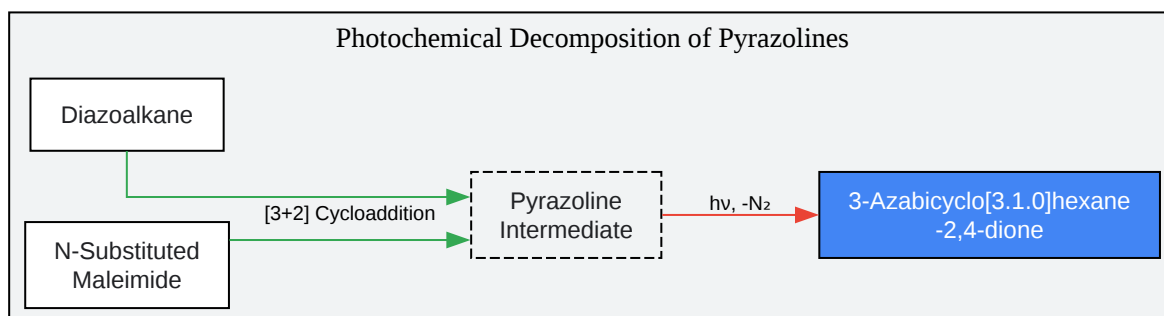 Photochemical Decomposition of Pyrazolines
Diazoalkane
[3+2] Cycloaddition
N-Substituted
Maleimide
Pyrazoline
Intermediate
hν, -N₂
3-Azabicyclo[3.1.0]hexane
-2,4-dione